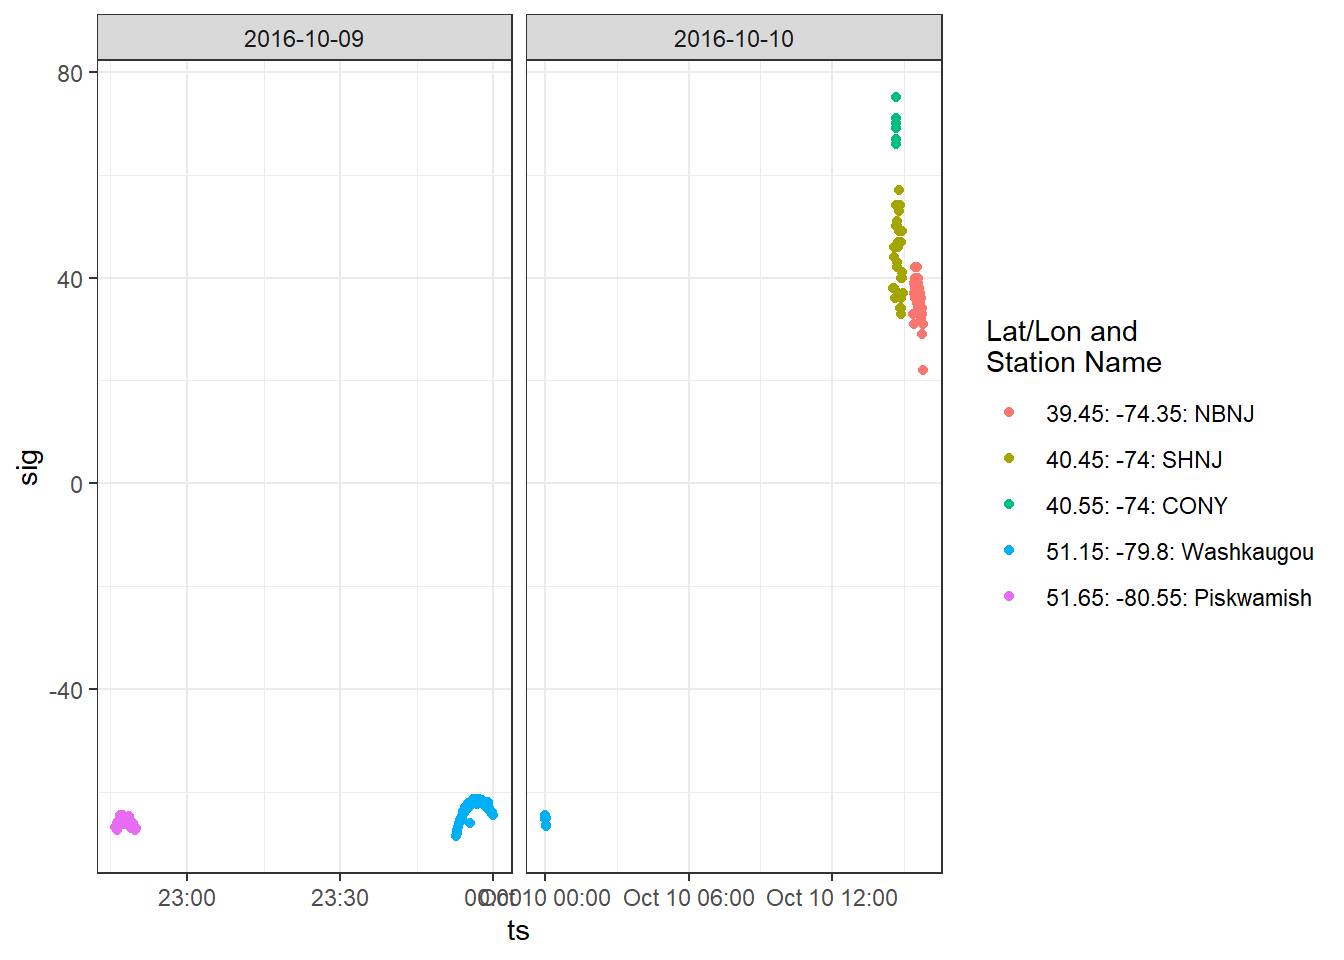 2016-10-09
2016-10-10
80
40
0
-40
sig
23:00
23:30
00:00
Oct 10 00:00
Oct 10 06:00
Oct 10 12:00
ts
Lat/Lon and
Station Name
39.45: -74.35: NBNJ
40.45: -74: SHNJ
40.55: -74: CONY
51.15: -79.8: Washkaugou
51.65: -80.55: Piskwamish